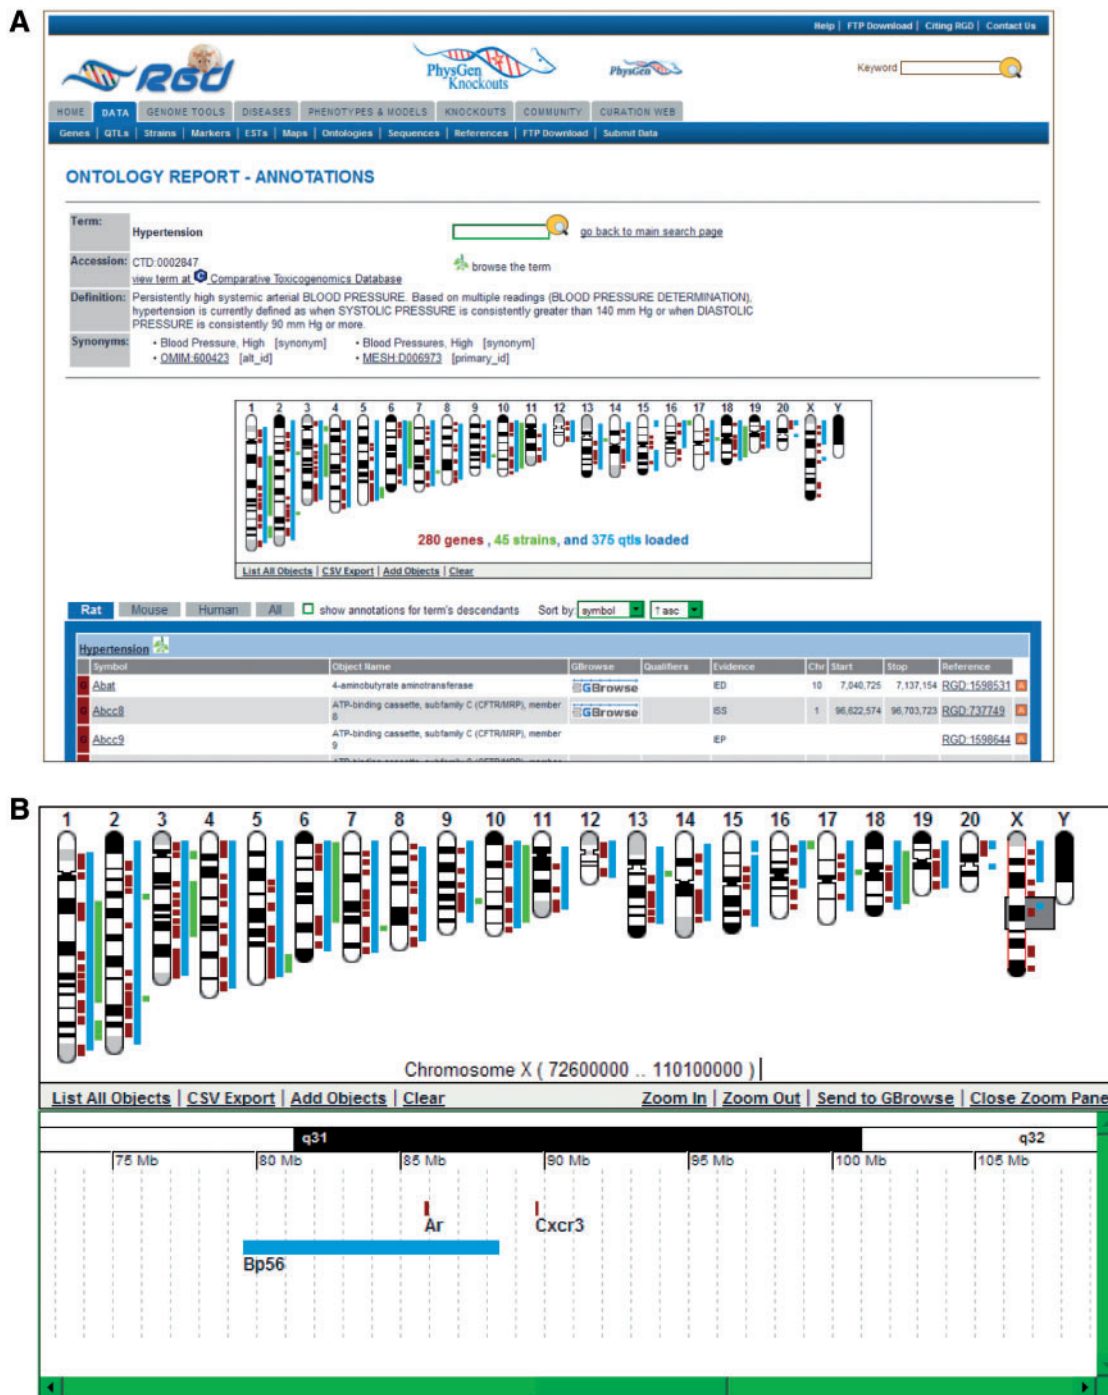 A
Help | FTP Download | Citing RGD | Contact Us
RGD
PhysGen
Knockouts
PhysGen
Keyword
HOME DATA GENOME TOOLS DISEASES PHENOTYPES & MODELS KNOCKOUTS COMMUNITY CURATION WEB
Genes | QTLs | Strains | Markers | ESTs | Maps | Ontologies | Sequences | References | FTP Download | Submit Data
ONTOLOGY REPORT - ANNOTATIONS
Term: Hypertension go back to main search page
Accession: CTD:0002847 browse the term
view term at C Comparative Toxicogenomics Database
Definition: Persistently high systemic arterial BLOOD PRESSURE. Based on multiple readings (BLOOD PRESSURE DETERMINATION),
hypertension is currently defined as when SYSTOLIC PRESSURE is consistently greater than 140 mm Hg or when DIASTOLIC
PRESSURE is consistently 90 mm Hg or more.
Synonyms: • Blood Pressure, High [synonym] • Blood Pressures, High [synonym]
• OMIM:600423 [alt_id] • MESH:D006973 [primary_id]
1 2 3 4 5 6 7 8 9 10 11 12 13 14 15 16 17 18 19 20 X Y
280 genes , 45 strains, and 375 qtls loaded
List All Objects | CSV Export | Add Objects | Clear
Rat Mouse Human All show annotations for term's descendants Sort by: symbol ↑ asc
Hypertension
Symbol Object Name GBrowse Qualifiers Evidence Chr Start Stop Reference
G Abat 4-aminobutyrate aminotransferase GBrowse IED 10 7,040,725 7,137,154 RGD:1598531
G Abcc8 ATP-binding cassette, subfamily C (CFTR/MRP), member 8 GBrowse ISS 1 96,622,574 96,703,723 RGD:737749
G Abcc9 ATP-binding cassette, subfamily C (CFTR/MRP), member 9 IEP RGD:1598644
B
1 2 3 4 5 6 7 8 9 10 11 12 13 14 15 16 17 18 19 20 X Y
Chromosome X ( 72600000 .. 110100000 )
List All Objects | CSV Export | Add Objects | Clear Zoom In | Zoom Out | Send to GBrowse | Close Zoom Pane
q31 q32
75 Mb 80 Mb 85 Mb 90 Mb 95 Mb 100 Mb 105 Mb
Ar Cxcr3
Bp56